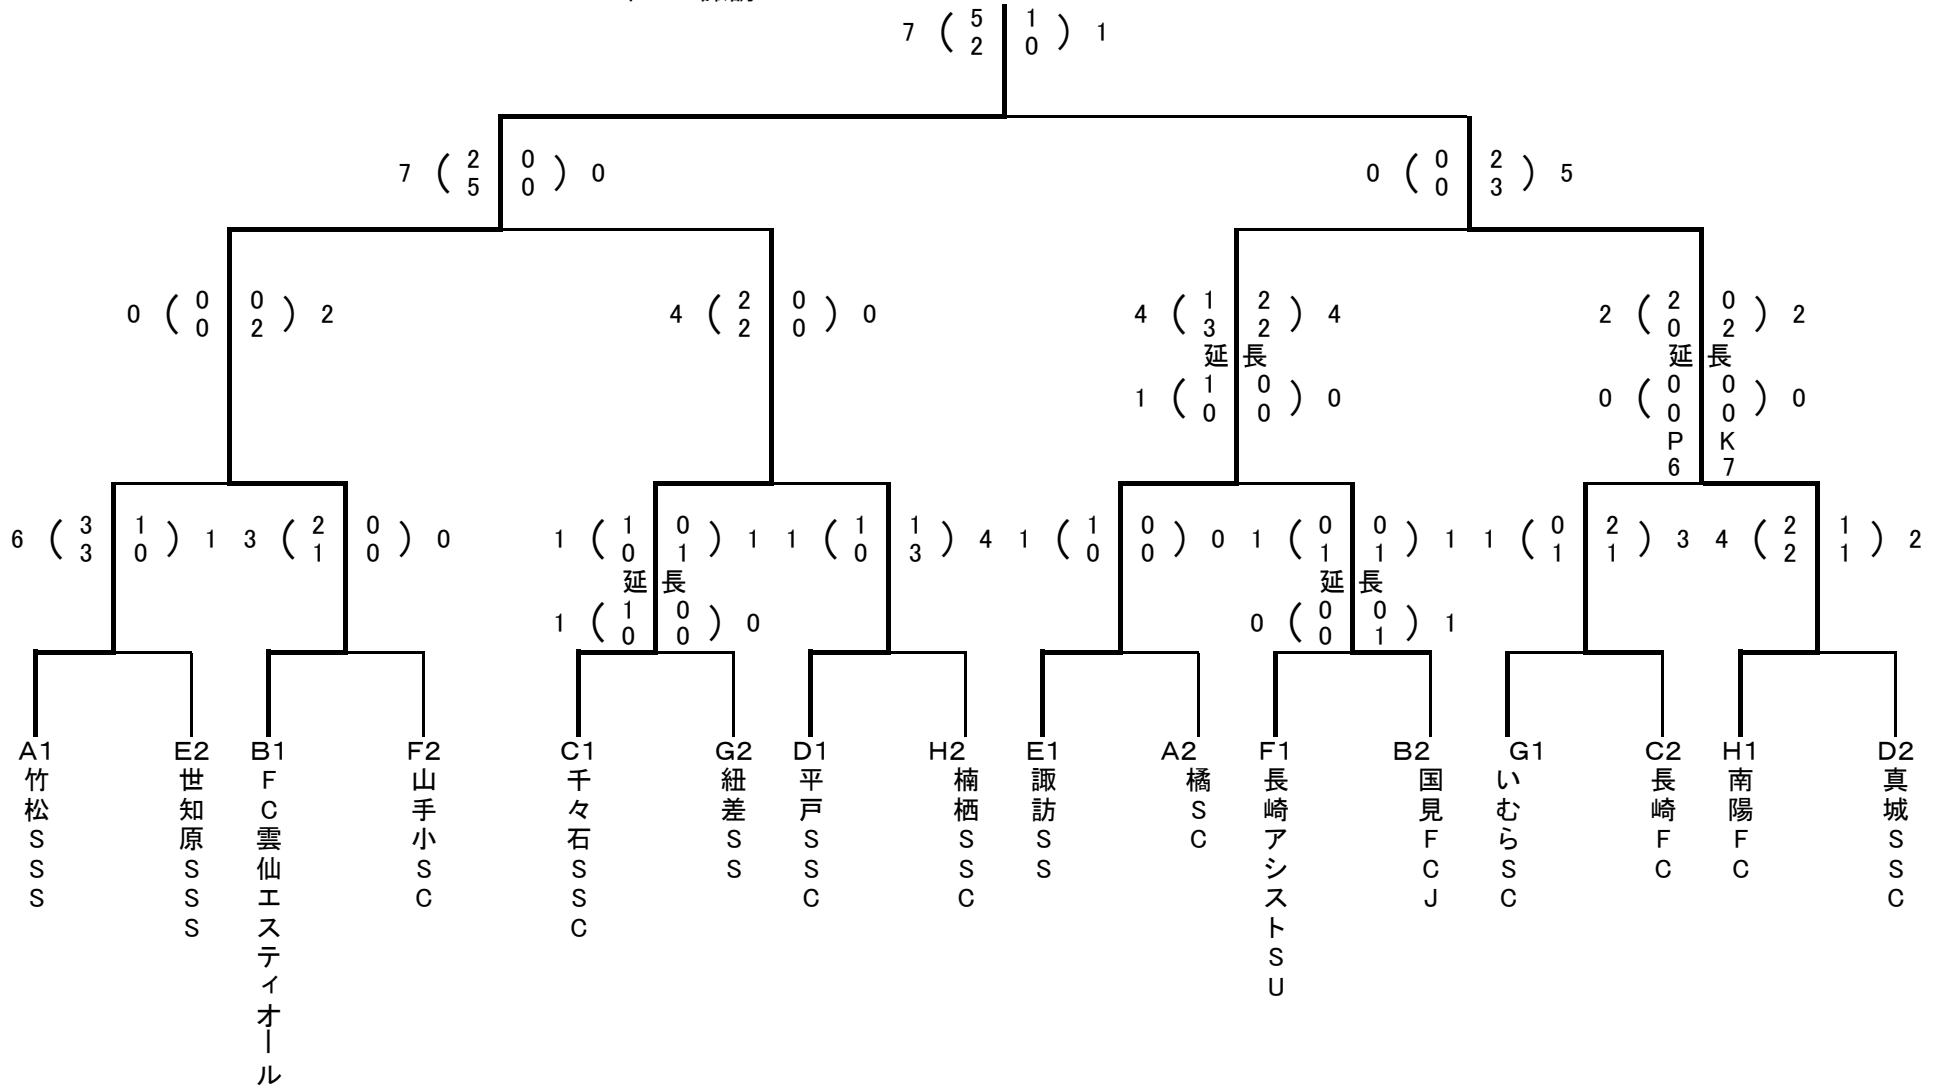 7 ( 5 1 ) 1
2 0
7 ( 2 0 ) 0
5 0
0 ( 0 2 ) 5
0 3
0 ( 0 0 ) 2
0 2
4 ( 2 0 ) 0
2 0
4 ( 1 2 ) 4
3 2
延長
1 ( 1 0 ) 0
0 0
2 ( 2 0 ) 2
0 2
延長
0 ( 0 0 ) 0
0 0
P K
6 7
6 ( 3 1 ) 1
3 0
3 ( 2 0 ) 0
1 0
1 ( 1 0 ) 1
0 1
延長
1 ( 1 0 ) 0
0 0
1 ( 1 1 ) 4
0 3
1 ( 1 0 ) 0
0 0
1 ( 0 0 ) 1
1 1
延長
0 ( 0 0 ) 1
0 1
1 ( 0 2 ) 3
1 1
4 ( 2 1 ) 2
2 1
A1
竹松SSS
E2
世知原SSS
B1
FC雲仙エスティオール
F2
山手小SC
C1
千々石SSC
G2
紐差SS
D1
平戸SSC
H2
楠栖SSC
E1
諏訪SS
A2
橘SC
F1
長崎アシストSU
B2
国見FCJ
G1
いむらSC
C2
長崎FC
H1
南陽FC
D2
真城SSC